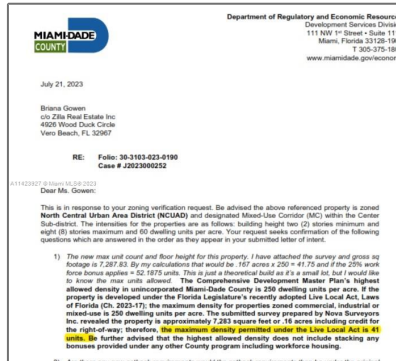 Department of Regulatory and Economic Resourc
Development Services Divisi
111 NW 1st Street • Suite 11
Miami, Florida 33128-19
T 305-375-18
www.miamidade.gov/econom
MIAMI-DADE
COUNTY
July 21, 2023
Briana Gowen
c/o Zilla Real Estate Inc
4926 Wood Duck Circle
Vero Beach, FL 32967
RE: Folio: 30-3103-023-0190
Case # J2023000252
A11423927 © Miami MLS® 2023
Dear Ms. Gowen:
This is in response to your zoning verification request. Be advised the above referenced property is zoned
North Central Urban Area District (NCUAD) and designated Mixed-Use Corridor (MC) within the Center
Sub-district. The intensities for the properties are as follows: building height two (2) stories minimum and
eight (8) stories maximum and 60 dwelling units per acre. Your request seeks confirmation of the following
questions which are answered in the order as they appear in your submitted letter of intent.
1) The new max unit count and floor height for this property. I have attached the survey and gross sq
footage is 7,287.83. By my calculations that would be .167 acres x 250 = 41.75 and if the 25% work
force bonus applies = 52.1875 units. This is just a theoretical build as it's a small lot, but I would like
to know the max units allowed. The Comprehensive Development Master Plan's highest
allowed density in unincorporated Miami-Dade County is 250 dwelling units per acre. If the
property is developed under the Florida Legislature's recently adopted Live Local Act, Laws
of Florida (Ch. 2023-17); the maximum density for properties zoned commercial, industrial or
mixed-use is 250 dwelling units per acre. The submitted survey prepared by Nova Surveyors
Inc. revealed the property is approximately 7,283 square feet or .16 acres including credit for
the right-of-way; therefore, the maximum density permitted under the Live Local Act is 41
units. Be further advised that the highest allowed density does not include stacking any
bonuses provided under any other County program including workforce housing.